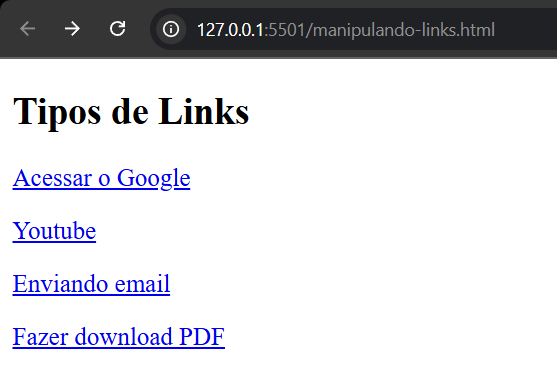 127.0.0.1:5501/manipulando-links.html
Tipos de Links
Acessar o Google
Youtube
Enviando email
Fazer download PDF